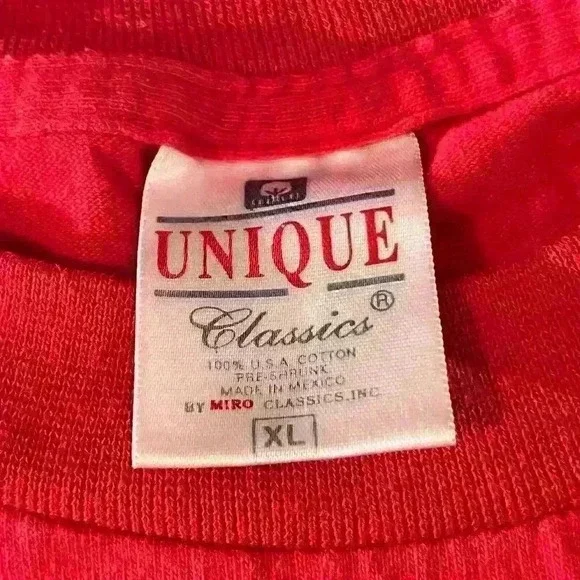 UNIQUE
Classics®
100% U.S.A. COTTON
PRE-SHRUNK
MADE IN MEXICO
BY MIRO CLASSICS, INC
XL